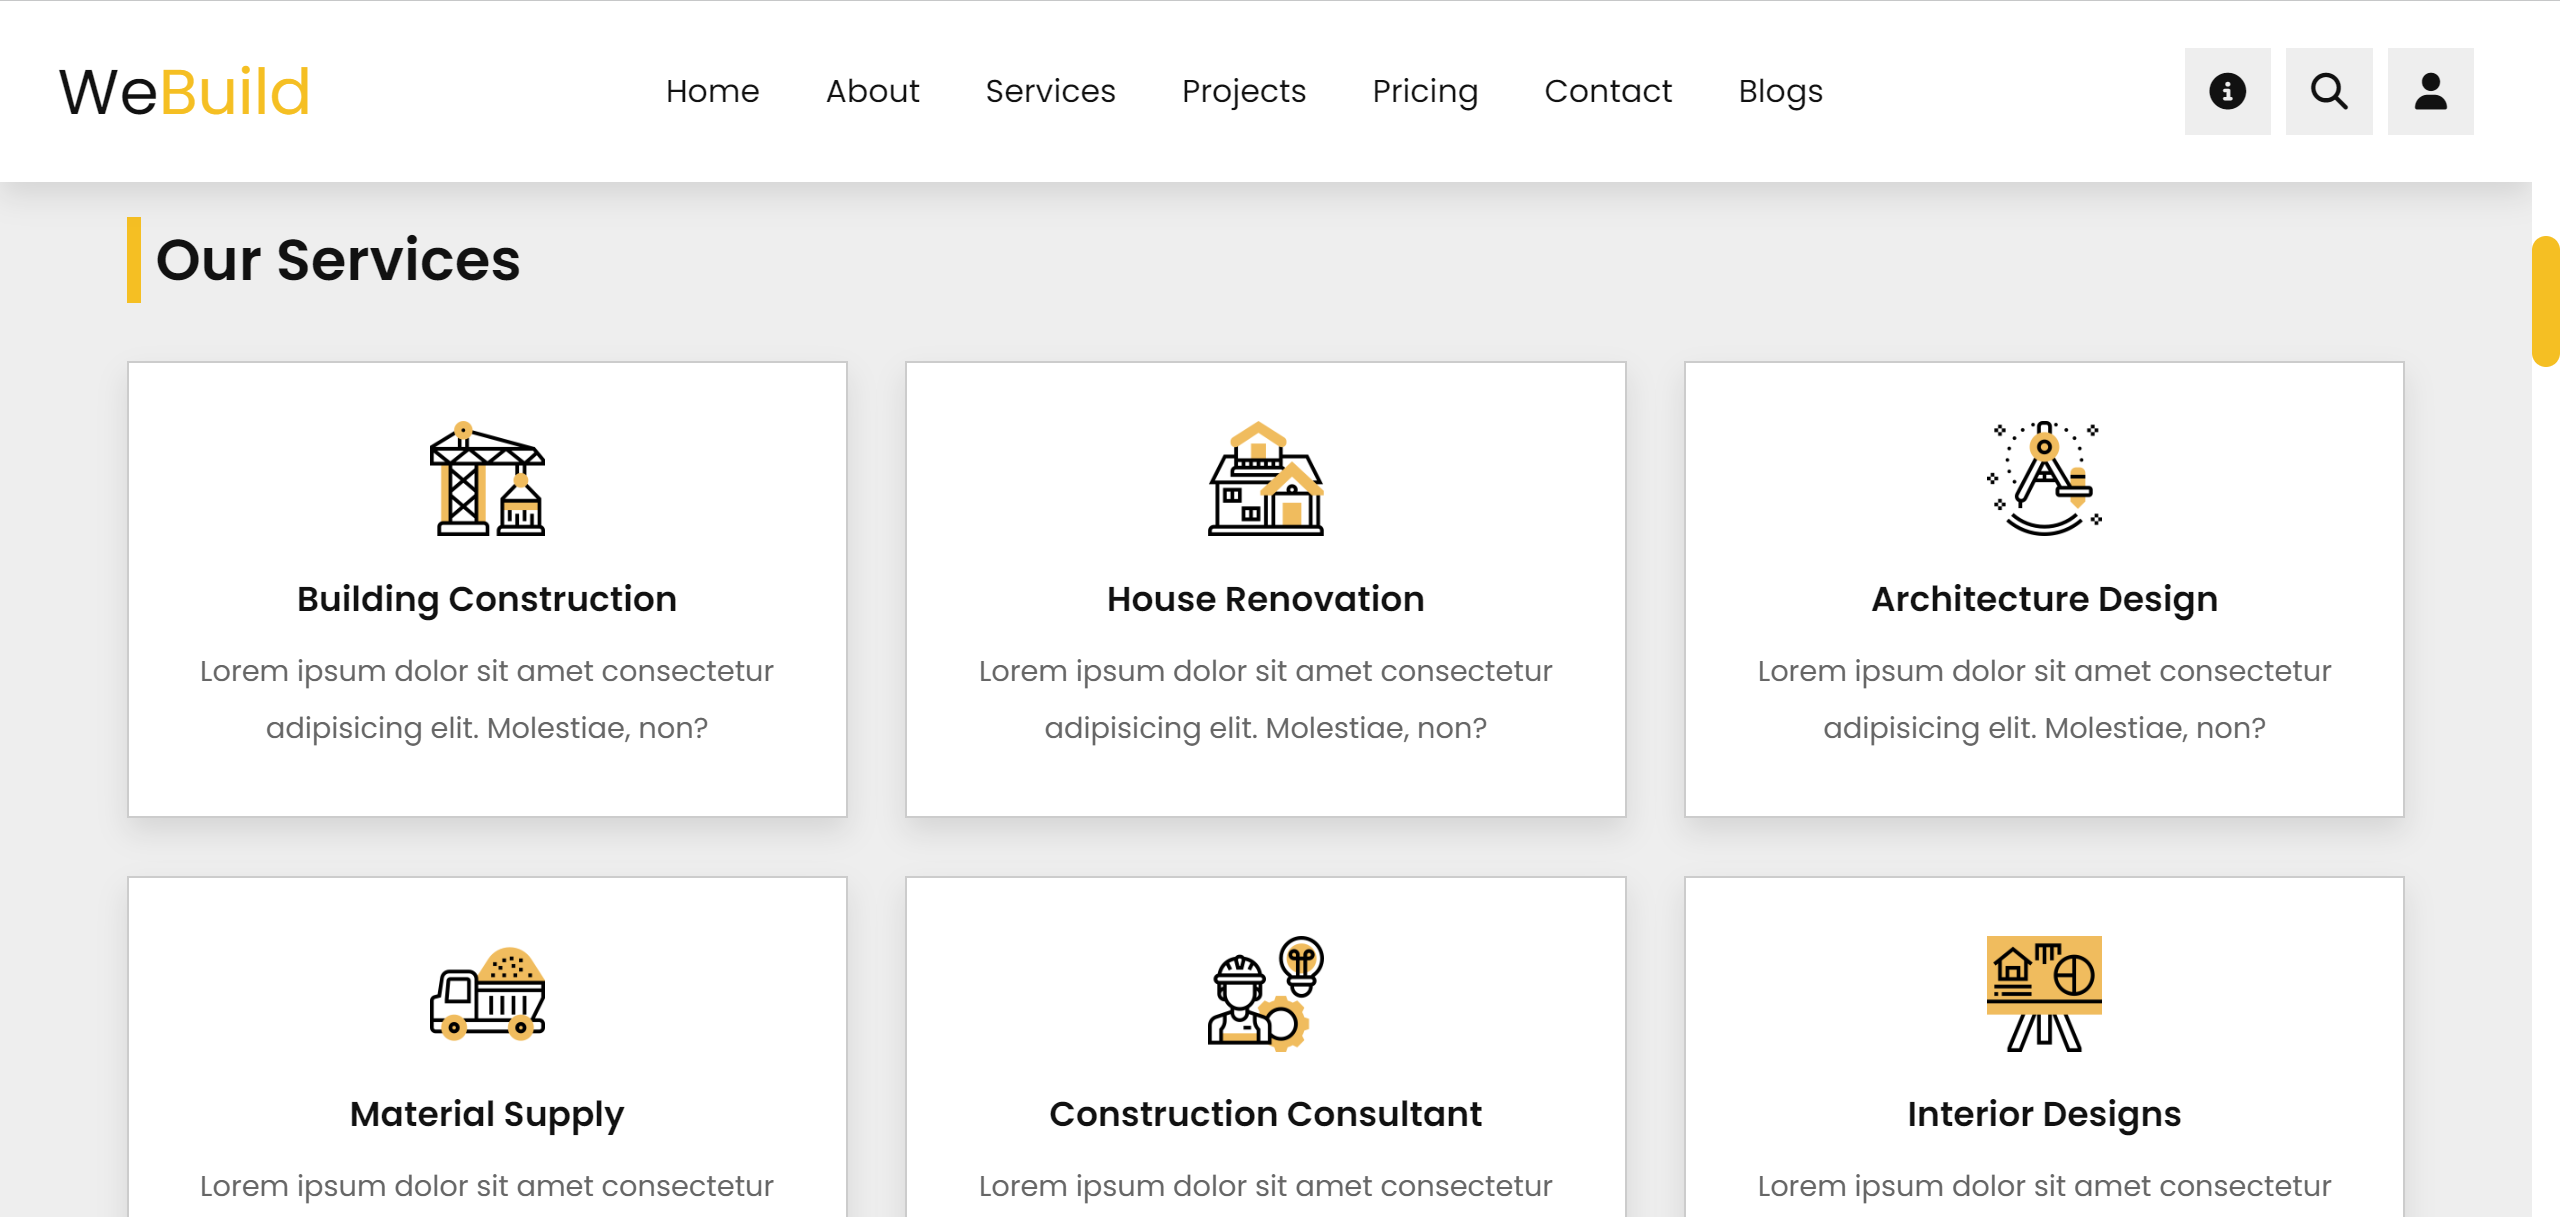 WeBuild
Home About Services Projects Pricing Contact Blogs
Our Services
Building Construction
Lorem ipsum dolor sit amet consectetur
adipisicing elit. Molestiae, non?
House Renovation
Lorem ipsum dolor sit amet consectetur
adipisicing elit. Molestiae, non?
Architecture Design
Lorem ipsum dolor sit amet consectetur
adipisicing elit. Molestiae, non?
Material Supply
Lorem ipsum dolor sit amet consectetur
Construction Consultant
Lorem ipsum dolor sit amet consectetur
Interior Designs
Lorem ipsum dolor sit amet consectetur